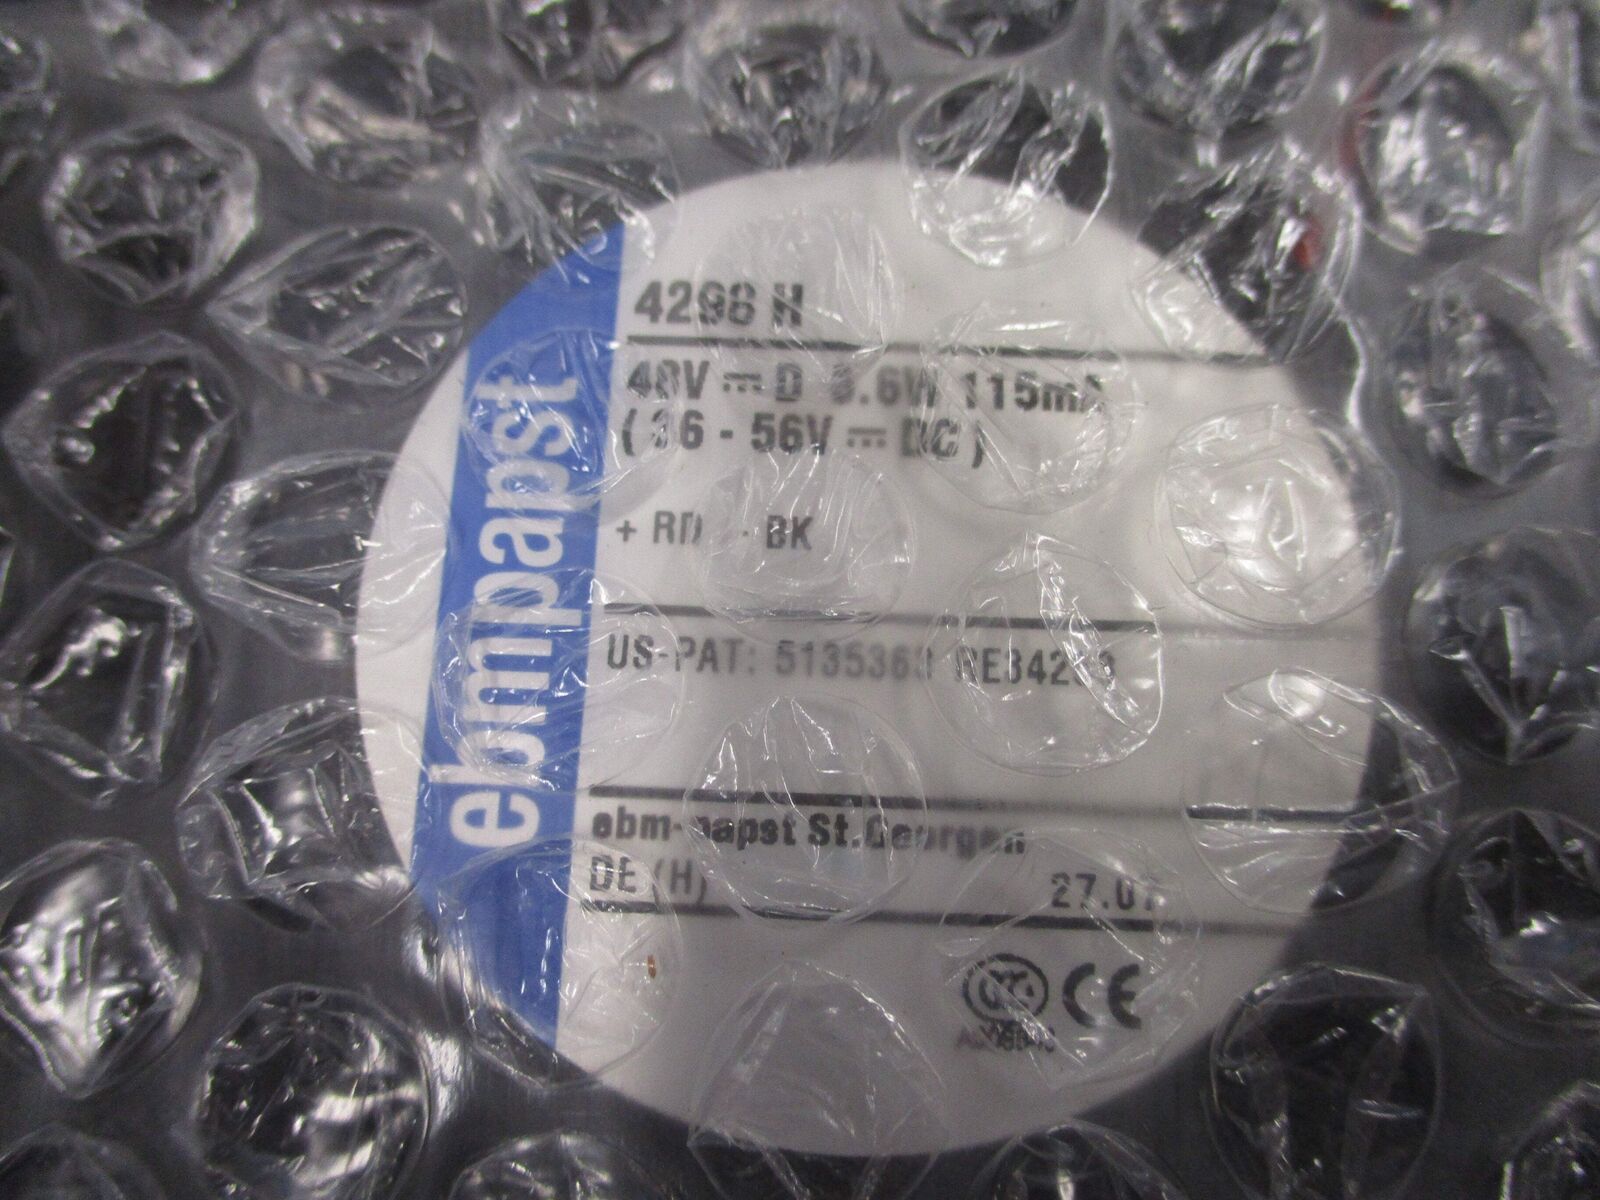 ebmpapst
4298 H
48V ⎓ D 5.6W 115mA
(36 - 56V ⎓ DC)
+ RD - BK
US-PAT: 5135363
ebm-papst St.Georgen
DE (H) 27.07
CE